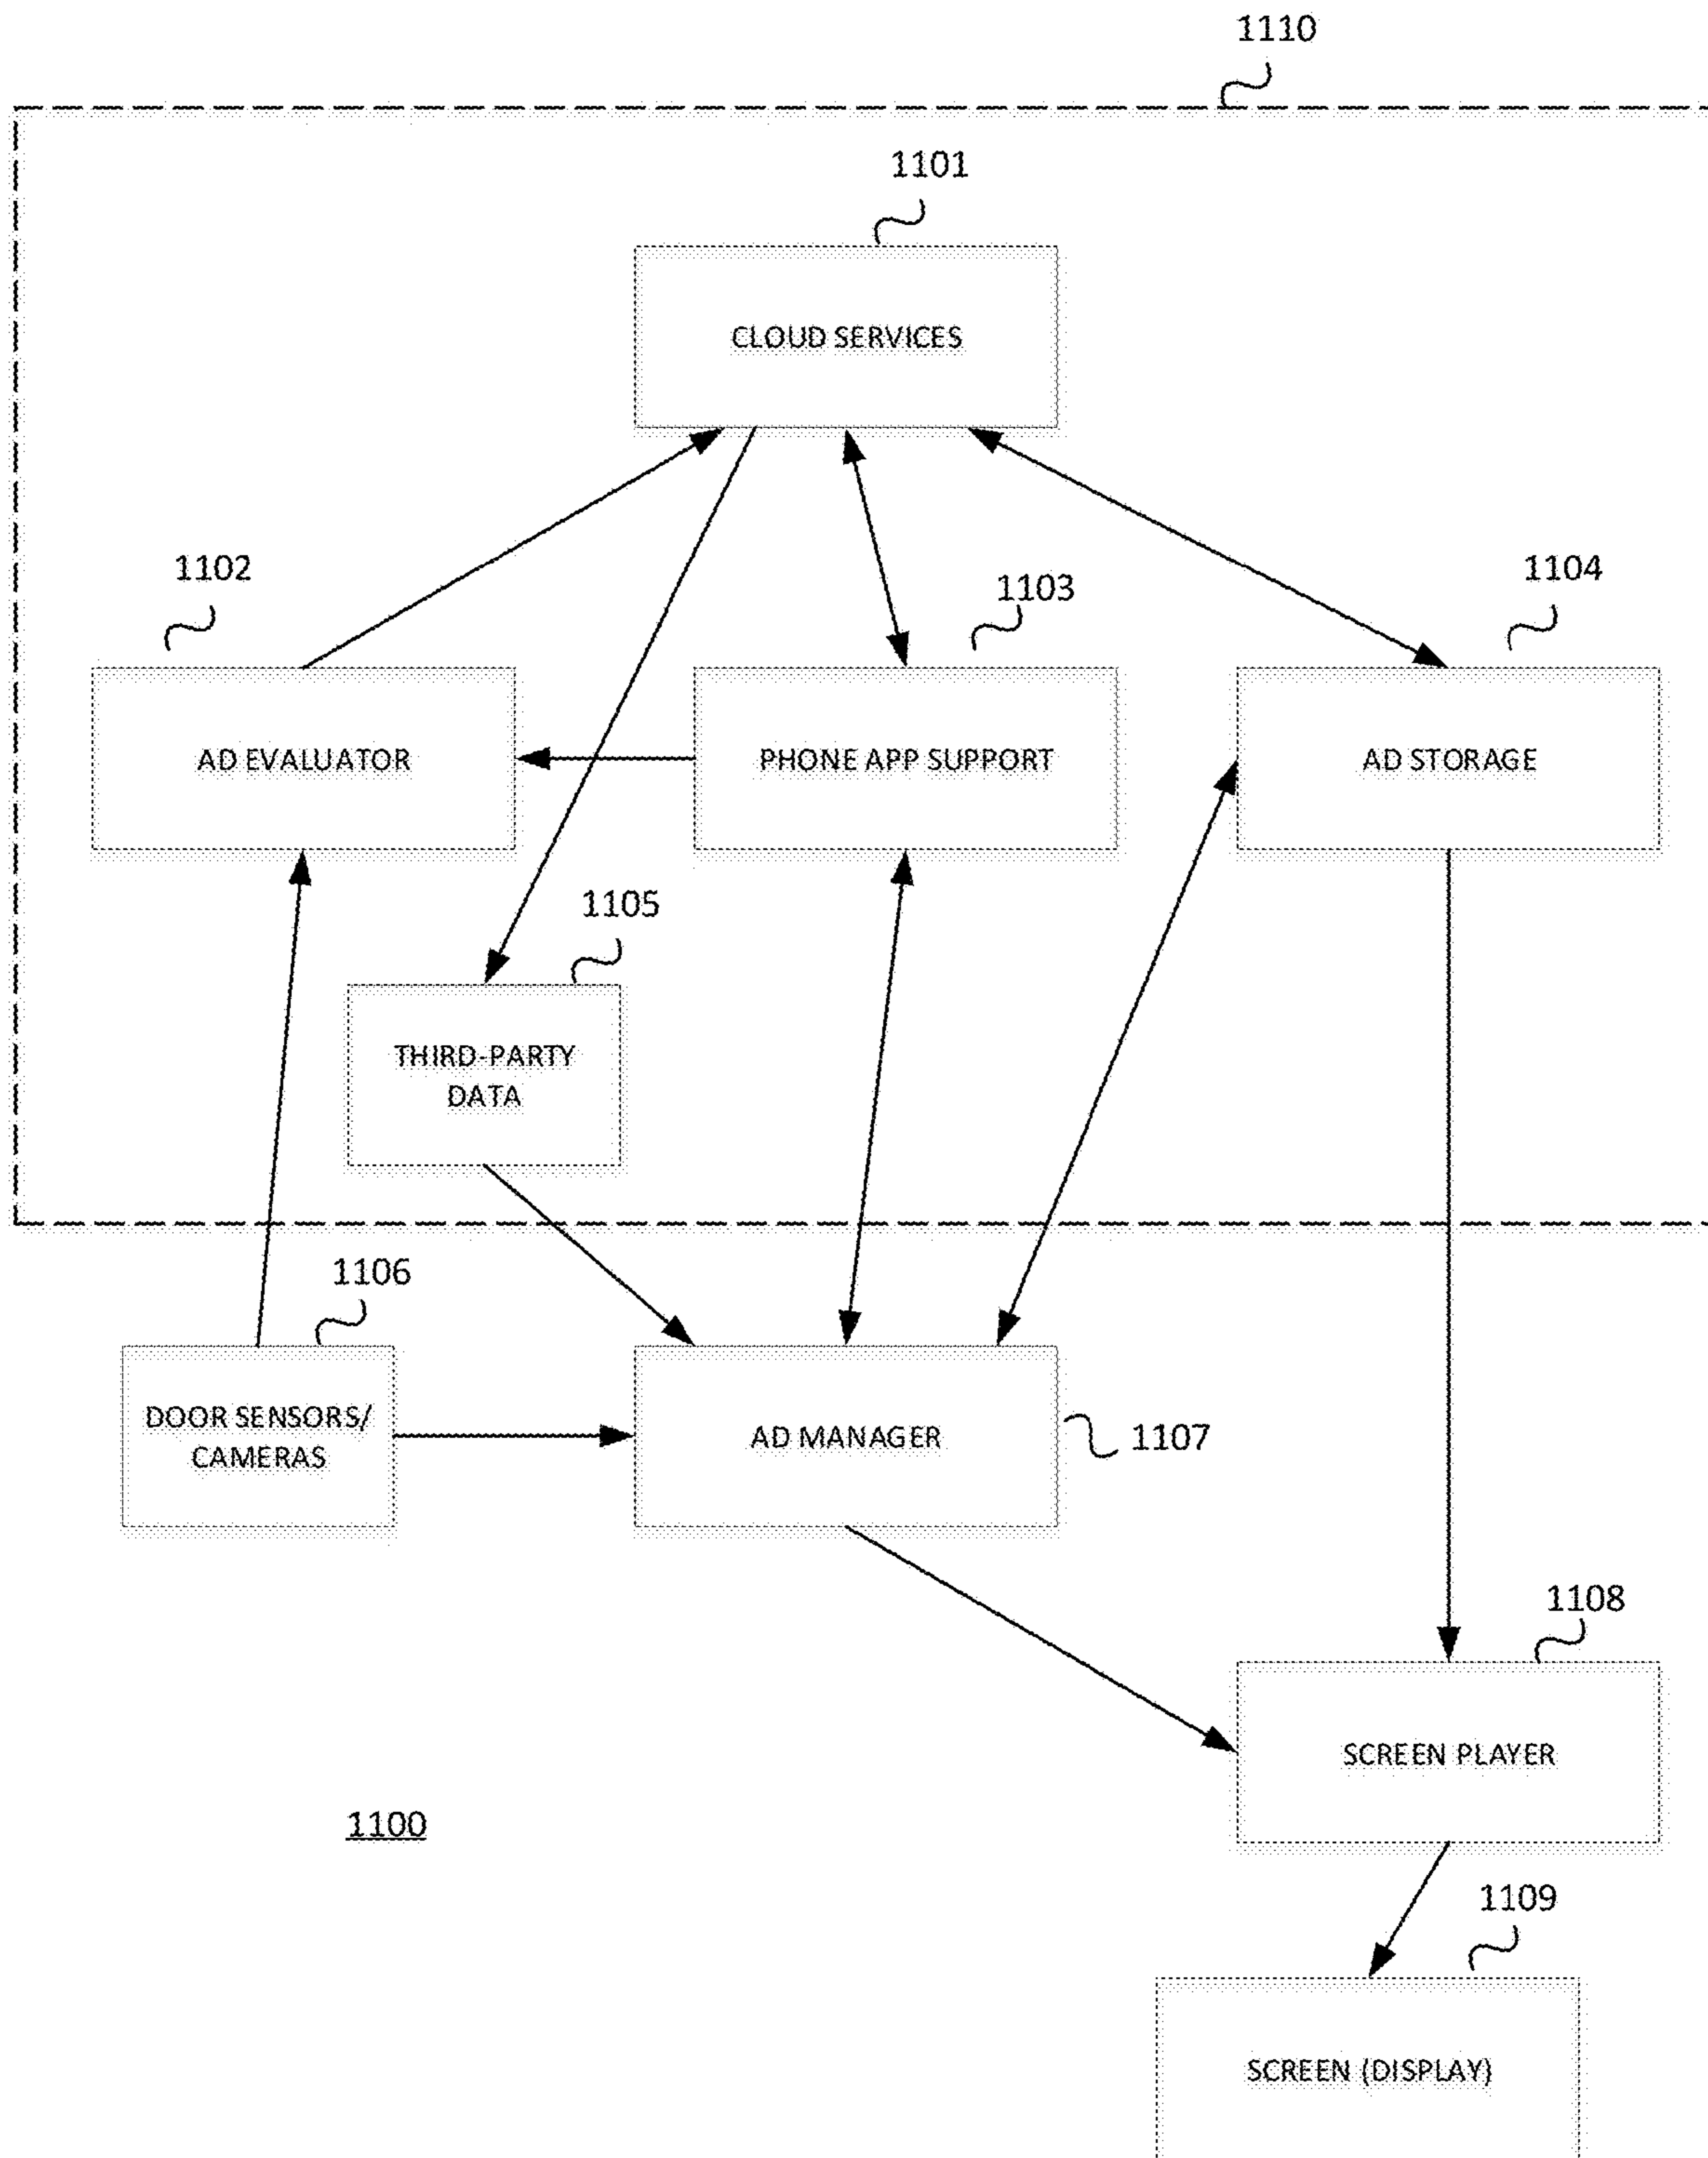 1110
1101
CLOUD SERVICES
1102
1103
1104
AD EVALUATOR
PHONE APP SUPPORT
AD STORAGE
1105
THIRD-PARTY
DATA
1106
DOOR SENSORS/
CAMERAS
AD MANAGER
1107
1108
SCREEN PLAYER
1100
1109
SCREEN (DISPLAY)